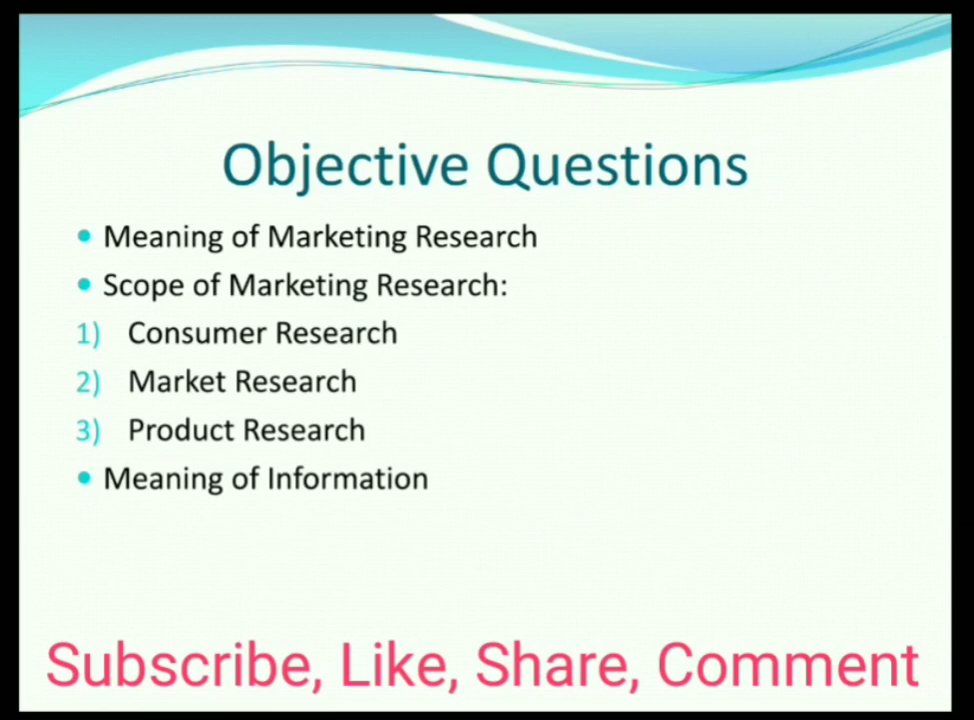 Objective Questions
• Meaning of Marketing Research
• Scope of Marketing Research:
1) Consumer Research
2) Market Research
3) Product Research
• Meaning of Information
Subscribe, Like, Share, Comment